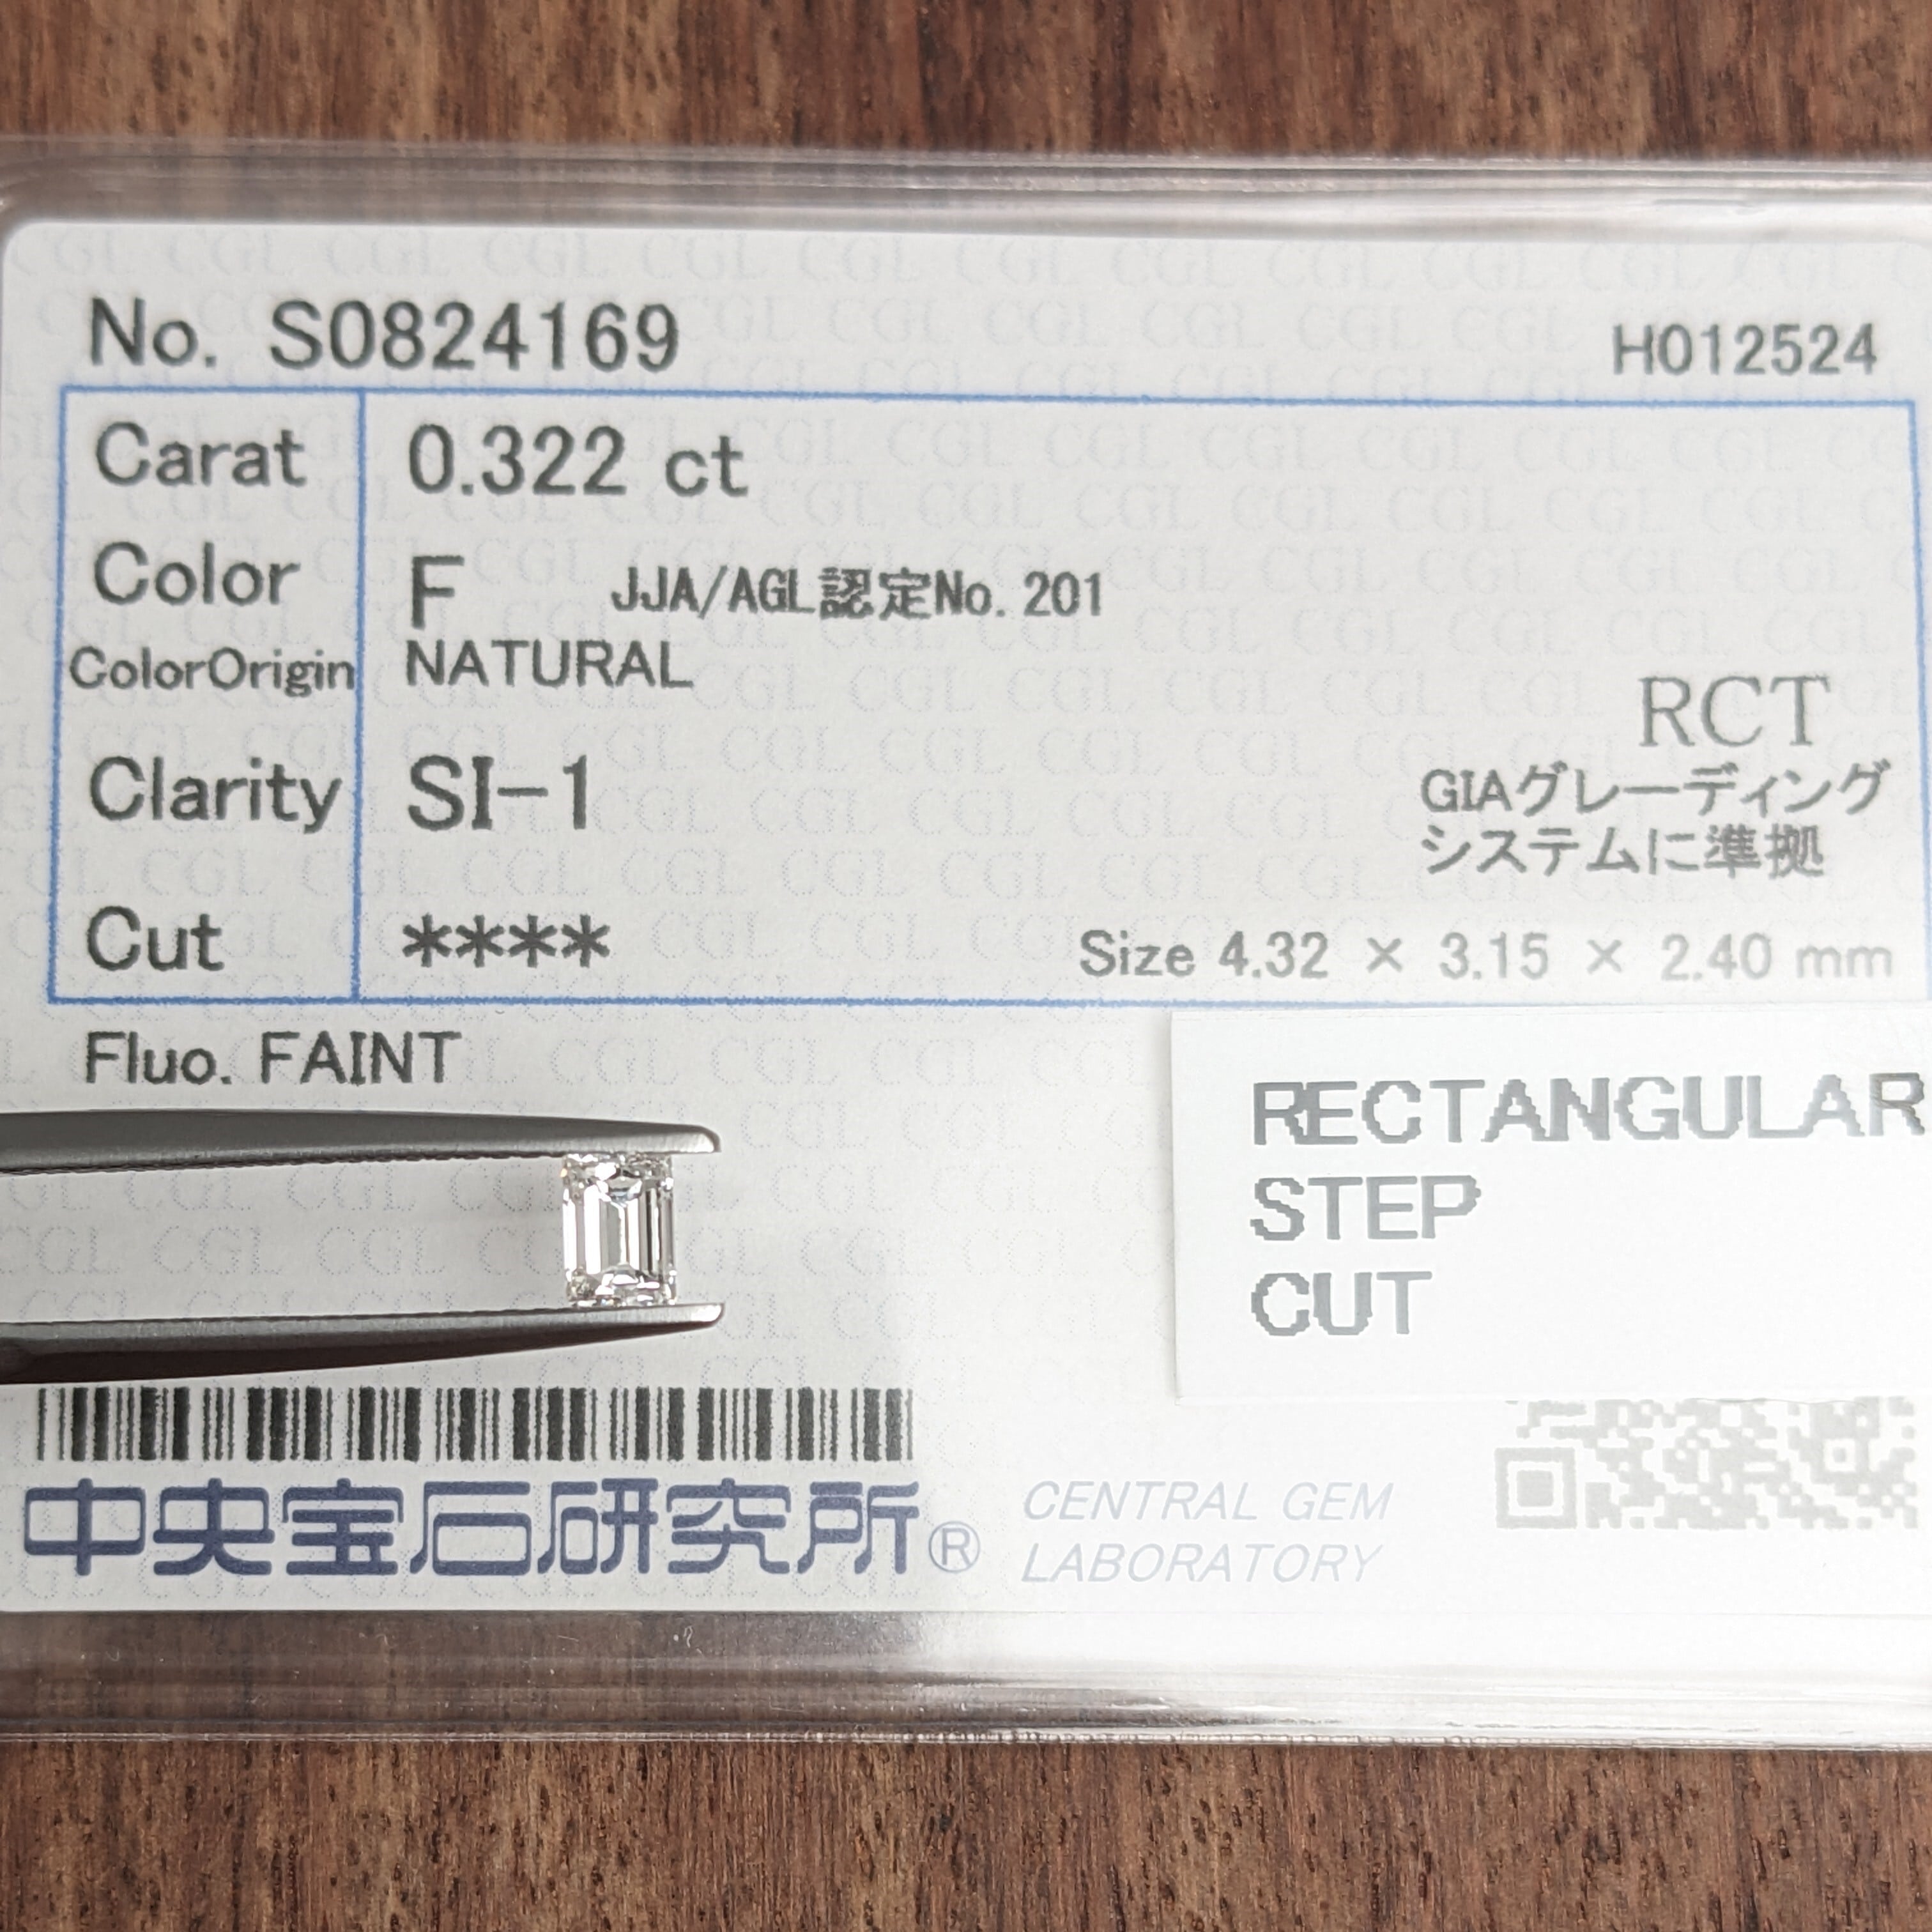 No. S0824169
H012524
Carat 0.322 ct
Color F JJA/AGL認定No. 201
ColorOrigin NATURAL
RCT
Clarity SI-1
GIAグレーディング
システムに準拠
Cut ****
Size 4.32 × 3.15 × 2.40 mm
Fluo. FAINT
RECTANGULAR
STEP
CUT
中央宝石研究所®
CENTRAL GEM
LABORATORY